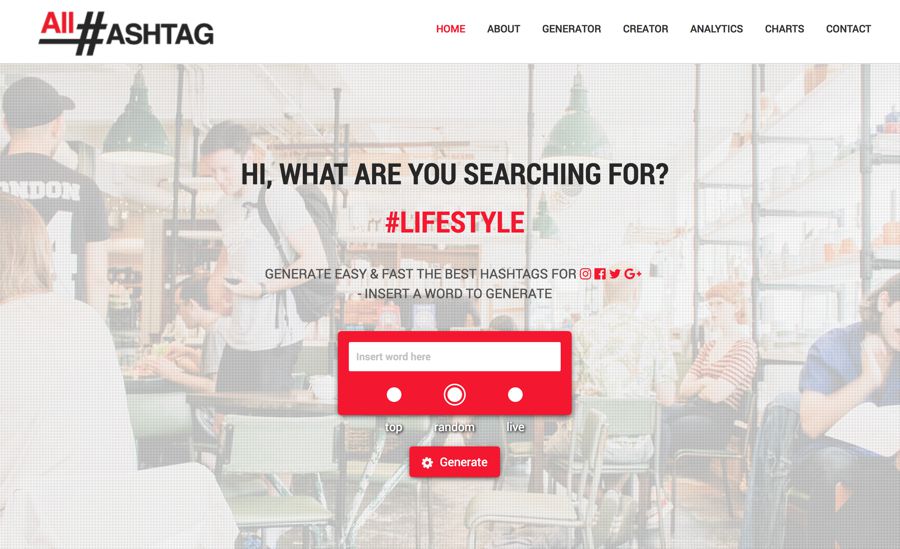 All#ASHTAG
HOME ABOUT GENERATOR CREATOR ANALYTICS CHARTS CONTACT
LONDON
HI, WHAT ARE YOU SEARCHING FOR?
#LIFESTYLE
GENERATE EASY & FAST THE BEST HASHTAGS FOR
- INSERT A WORD TO GENERATE
Insert word here
top random live
Generate